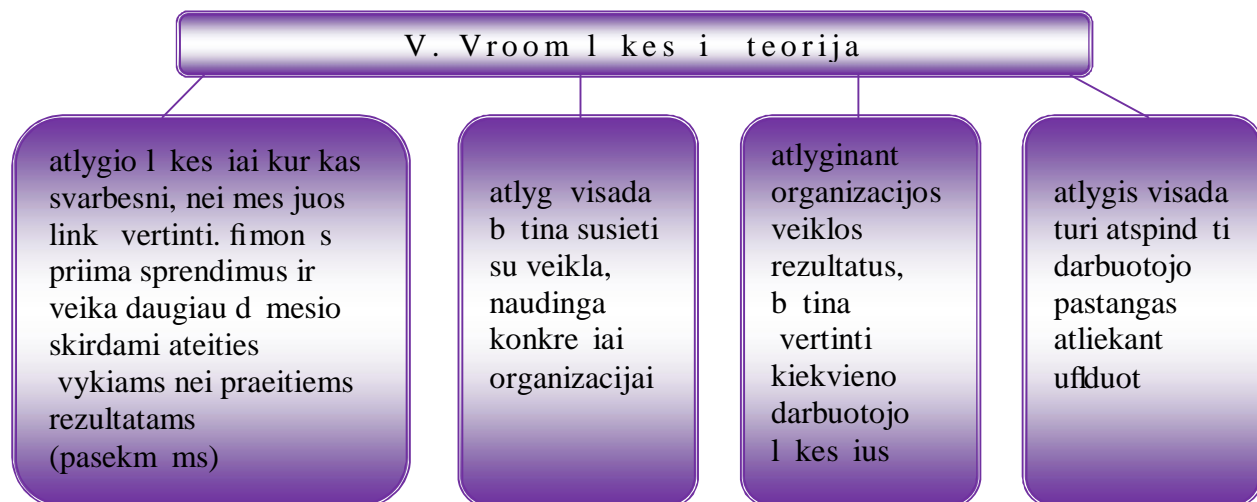 V. Vroom l kes i teorija
atlygio l kes iai kur kas
svarbesni, nei mes juos
link vertinti. fimon s
priima sprendimus ir
veika daugiau d mesio
skirdami ateities
vykiams nei praeitiems
rezultatams
(pasekm ms)
atlyg visada
b tina susieti
su veikla,
naudinga
konkre iai
organizacijai
atlyginant
organizacijos
veiklos
rezultatus,
b tina
vertinti
kiekvieno
darbuotojo
l kes ius
atlygis visada
turi atspind ti
darbuotojo
pastangas
atliekant
uflduot